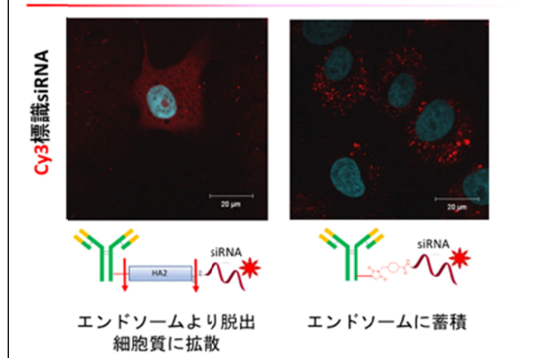 Cy3標識siRNA
20 μm
20 μm
siRNA
HA2
siRNA
エンドソームより脱出
細胞質に拡散
エンドソームに蓄積